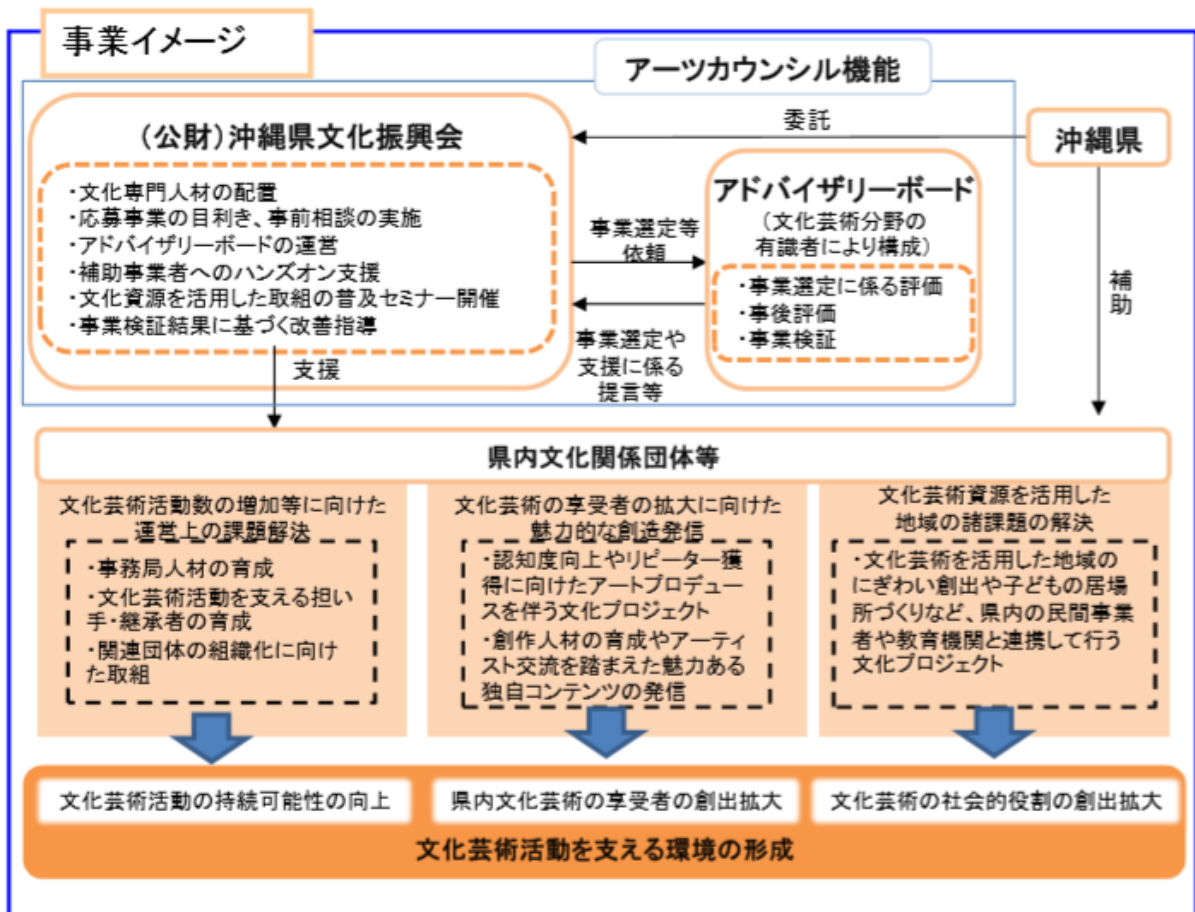 事業イメージ
アーツカウンシル機能
(公財)沖縄県文化振興会
・文化専門人材の配置
・応募事業の目利き、事前相談の実施
・アドバイザリーボードの運営
・補助事業者へのハンズオン支援
・文化資源を活用した取組の普及セミナー開催
・事業検証結果に基づく改善指導
委託
沖縄県
事業選定等
依頼
事業選定や
支援に係る
提言等
アドバイザリーボード
(文化芸術分野の
有識者により構成)
・事業選定に係る評価
・事後評価
・事業検証
補助
支援
県内文化関係団体等
文化芸術活動数の増加等に向けた
運営上の課題解決
・事務局人材の育成
・文化芸術活動を支える担い
手・継承者の育成
・関連団体の組織化に向け
た取組
文化芸術の享受者の拡大に向けた
魅力的な創造発信
・認知度向上やリピーター獲
得に向けたアートプロデュー
スを伴う文化プロジェクト
・創作人材の育成やアーティ
スト交流を踏まえた魅力ある
独自コンテンツの発信
文化芸術資源を活用した
地域の諸課題の解決
・文化芸術を活用した地域の
にぎわい創出や子どもの居場
所づくりなど、県内の民間事業
者や教育機関と連携して行う
文化プロジェクト
文化芸術活動の持続可能性の向上
県内文化芸術の享受者の創出拡大
文化芸術の社会的役割の創出拡大
文化芸術活動を支える環境の形成